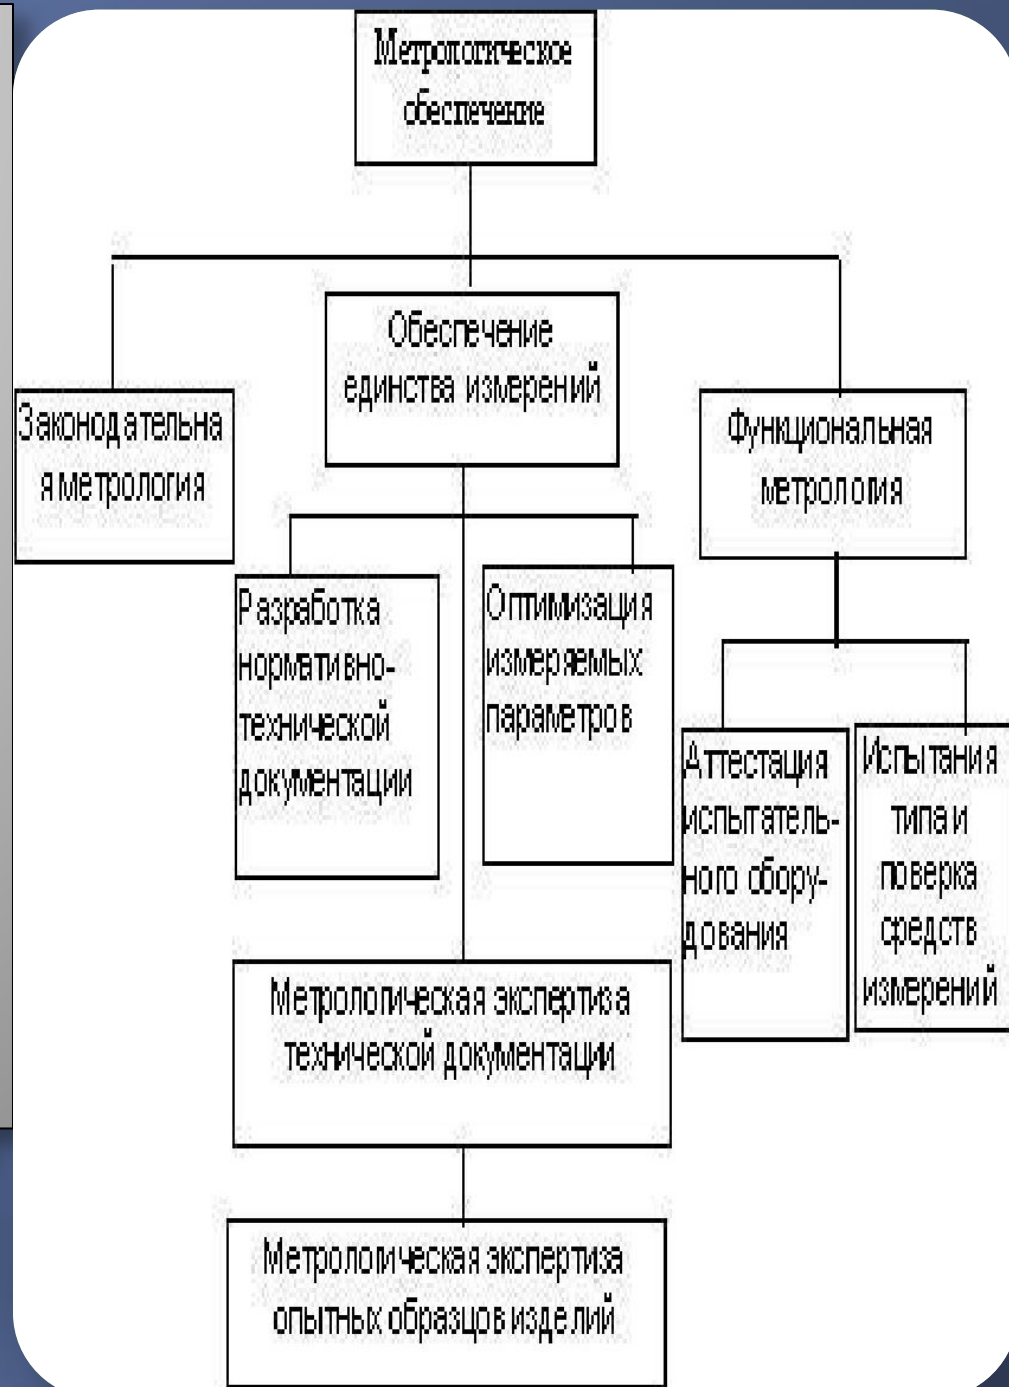 Метрологическое
обеспечение
Обеспечение
единства измерений
Законодательна
я метрология
Функциональная
метрология
Разработка
нормативно-
технической
документации
Оптимизация
измеряемых
параметров
Аттестация
испытатель-
ного обору-
дования
Испытания
типа и
поверка
средств
измерений
Метрологическая экспертиза
технической документации
Метрологическая экспертиза
опытных образцов изделий